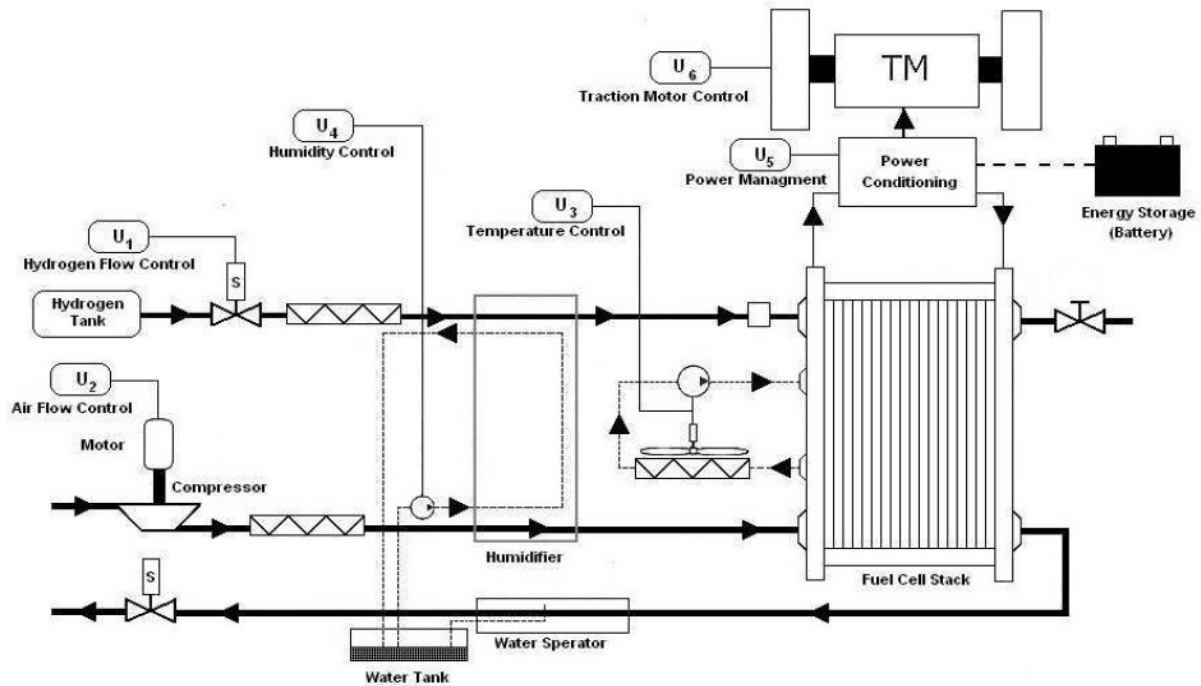 U6
Traction Motor Control
TM
U4
Humidity Control
U5
Power Managment
Power
Conditioning
Energy Storage
(Battery)
U3
Temperature Control
U1
Hydrogen Flow Control
S
Hydrogen
Tank
U2
Air Flow Control
Motor
Compressor
Humidifier
Fuel Cell Stack
S
Water Sperator
Water Tank